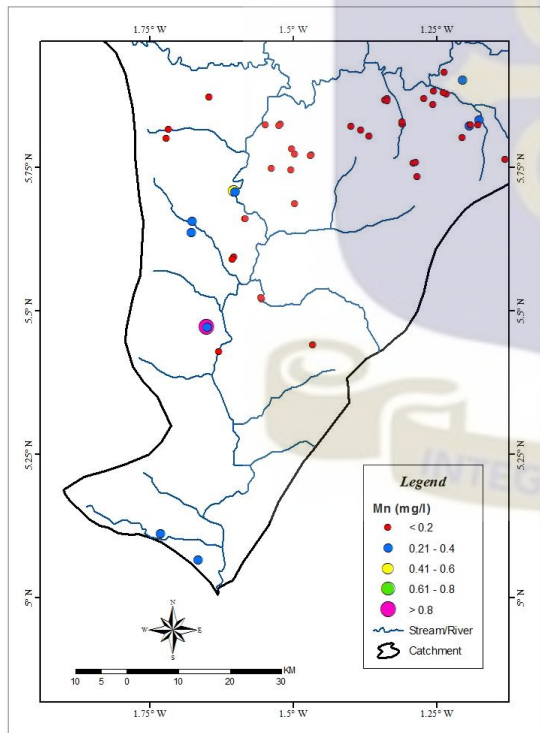 1.75° W 1.5° W 1.25° W
5.75° N 5.75° N
5.5° N 5.5° N
5.25° N 5.25° N
5° N 5° N
INTEG
Legend
Mn (mg/l)
< 0.2
0.21 - 0.4
0.41 - 0.6
0.61 - 0.8
> 0.8
Stream/River
Catchment
N
W E
S
KM
10 5 0 10 20 30
1.75° W 1.5° W 1.25° W